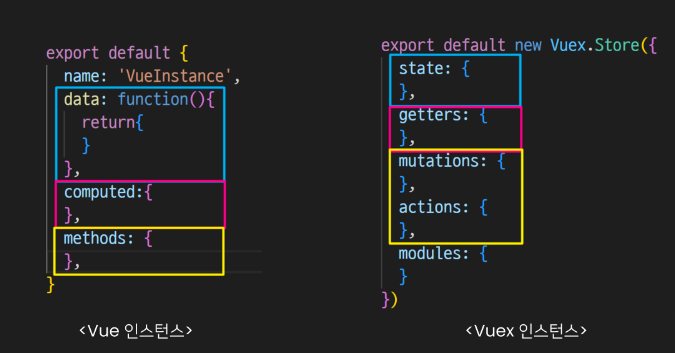 export default {
name: 'VueInstance',
data: function(){
return{
}
},
computed:{
},
methods: {
},
}
<Vue 인스턴스>
export default new Vuex.Store({
state: {
},
getters: {
},
mutations: {
},
actions: {
},
modules: {
}
})
<Vuex 인스턴스>